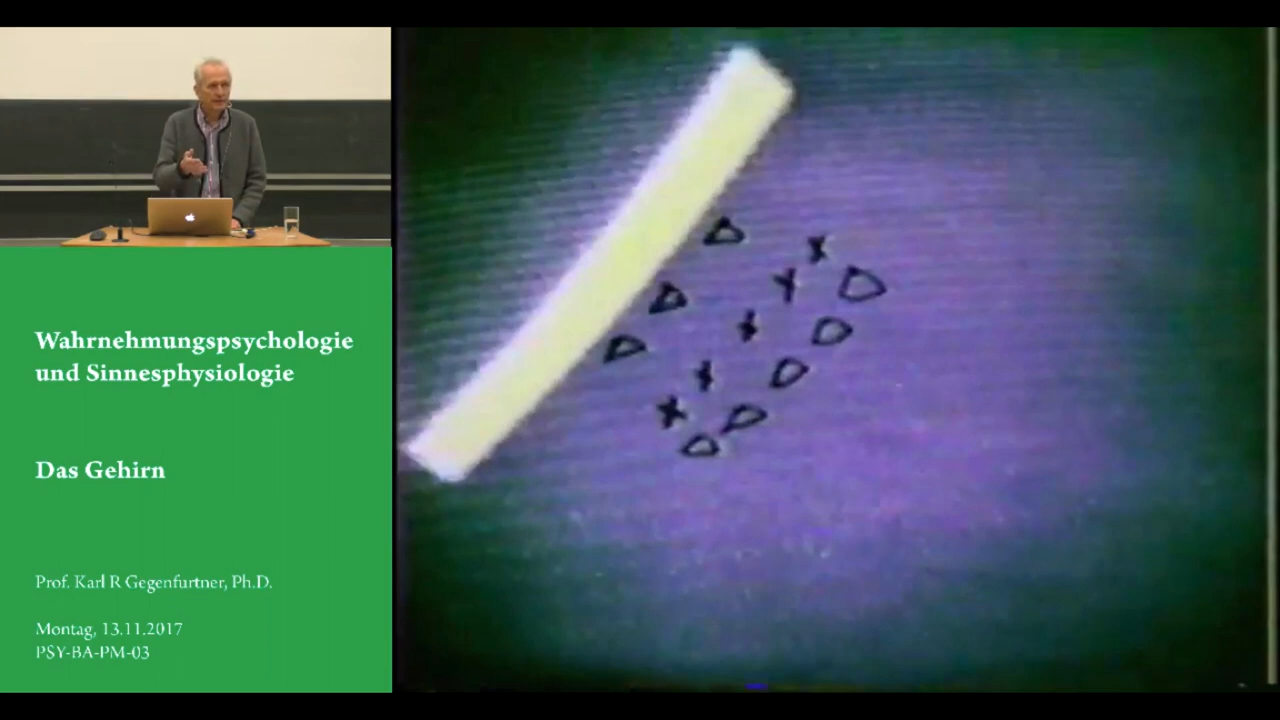 Wahrnehmungspsychologie
und Sinnesphysiologie
Das Gehirn
Prof. Karl R Gegenfurtner, Ph.D.
Montag, 13.11.2017
PSY-BA-PM-03